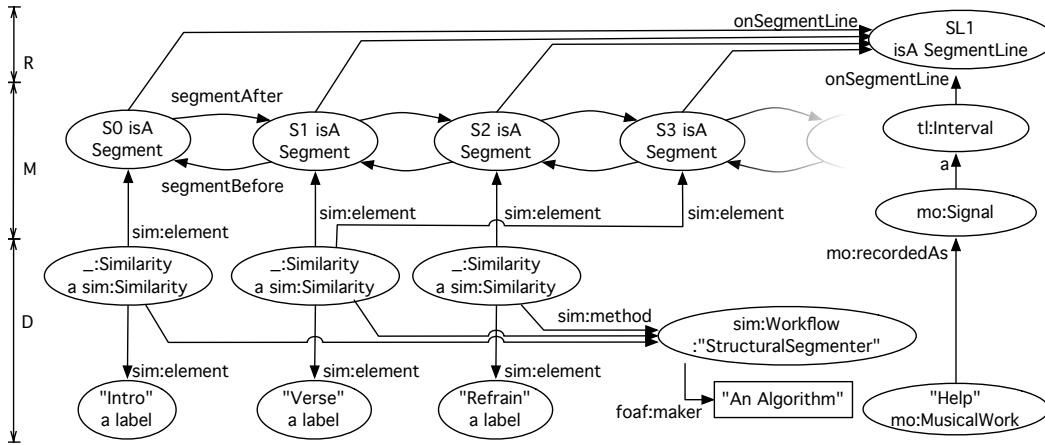 onSegmentLine
SL1
isA SegmentLine
R
onSegmentLine
segmentAfter
S0 isA
Segment
S1 isA
Segment
S2 isA
Segment
S3 isA
Segment
tl:Interval
M
segmentBefore
a
sim:element
sim:element
sim:element
sim:element
mo:Signal
mo:recordedAs
_:Similarity
a sim:Similarity
_:Similarity
a sim:Similarity
_:Similarity
a sim:Similarity
D
sim:method
sim:Workflow
:"StructuralSegmenter"
sim:element
sim:element
sim:element
"Intro"
a label
"Verse"
a label
"Refrain"
a label
foaf:maker
"An Algorithm"
"Help"
mo:MusicalWork